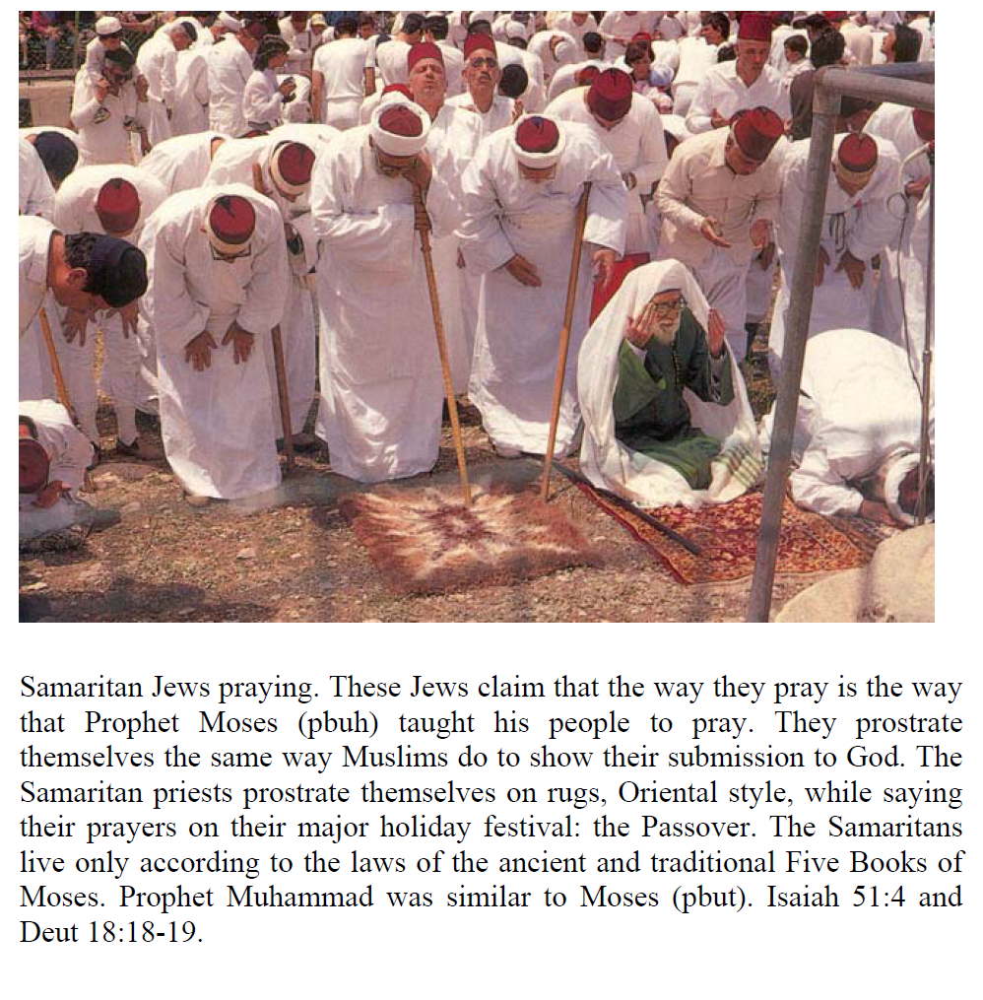 Samaritan Jews praying. These Jews claim that the way they pray is the way
that Prophet Moses (pbuh) taught his people to pray. They prostrate
themselves the same way Muslims do to show their submission to God. The
Samaritan priests prostrate themselves on rugs, Oriental style, while saying
their prayers on their major holiday festival: the Passover. The Samaritans
live only according to the laws of the ancient and traditional Five Books of
Moses. Prophet Muhammad was similar to Moses (pbut). Isaiah 51:4 and
Deut 18:18-19.